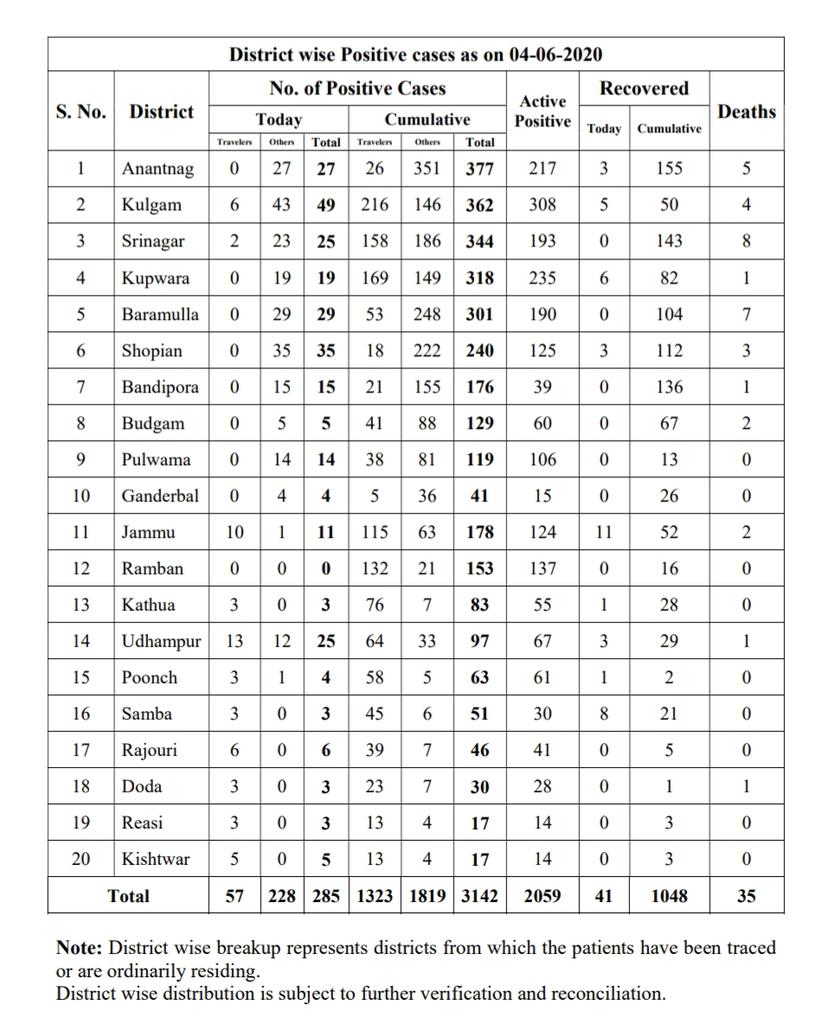 District wise Positive cases as on 04-06-2020
S. No. District No. of Positive Cases Active Positive Recovered Deaths
Today Cumulative Today Cumulative
Travelers Others Total Travelers Others Total
1 Anantnag 0 27 27 26 351 377 217 3 155 5
2 Kulgam 6 43 49 216 146 362 308 5 50 4
3 Srinagar 2 23 25 158 186 344 193 0 143 8
4 Kupwara 0 19 19 169 149 318 235 6 82 1
5 Baramulla 0 29 29 53 248 301 190 0 104 7
6 Shopian 0 35 35 18 222 240 125 3 112 3
7 Bandipora 0 15 15 21 155 176 39 0 136 1
8 Budgam 0 5 5 41 88 129 60 0 67 2
9 Pulwama 0 14 14 38 81 119 106 0 13 0
10 Ganderbal 0 4 4 5 36 41 15 0 26 0
11 Jammu 10 1 11 115 63 178 124 11 52 2
12 Ramban 0 0 0 132 21 153 137 0 16 0
13 Kathua 3 0 3 76 7 83 55 1 28 0
14 Udhampur 13 12 25 64 33 97 67 3 29 1
15 Poonch 3 1 4 58 5 63 61 1 2 0
16 Samba 3 0 3 45 6 51 30 8 21 0
17 Rajouri 6 0 6 39 7 46 41 0 5 0
18 Doda 3 0 3 23 7 30 28 0 1 1
19 Reasi 3 0 3 13 4 17 14 0 3 0
20 Kishtwar 5 0 5 13 4 17 14 0 3 0
Total 57 228 285 1323 1819 3142 2059 41 1048 35
Note: District wise breakup represents districts from which the patients have been traced
or are ordinarily residing.
District wise distribution is subject to further verification and reconciliation.